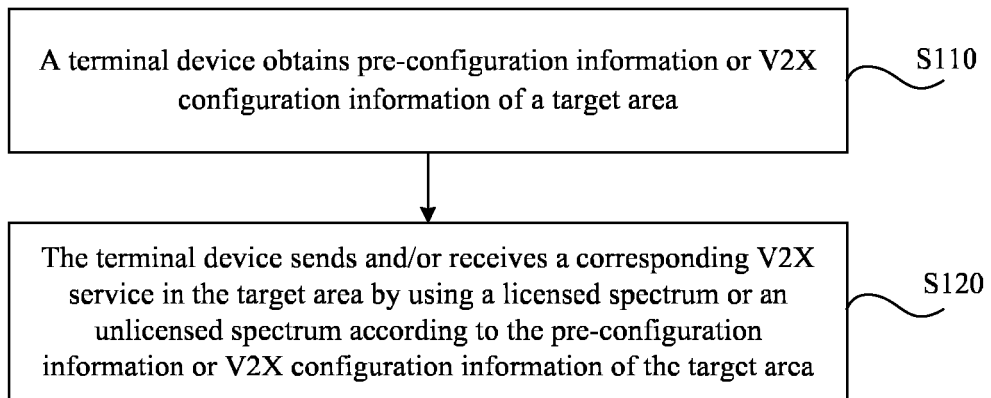 A terminal device obtains pre-configuration information or V2X
configuration information of a target area
S110
The terminal device sends and/or receives a corresponding V2X
service in the target area by using a licensed spectrum or an
unlicensed spectrum according to the pre-configuration
information or V2X configuration information of the target area
S120